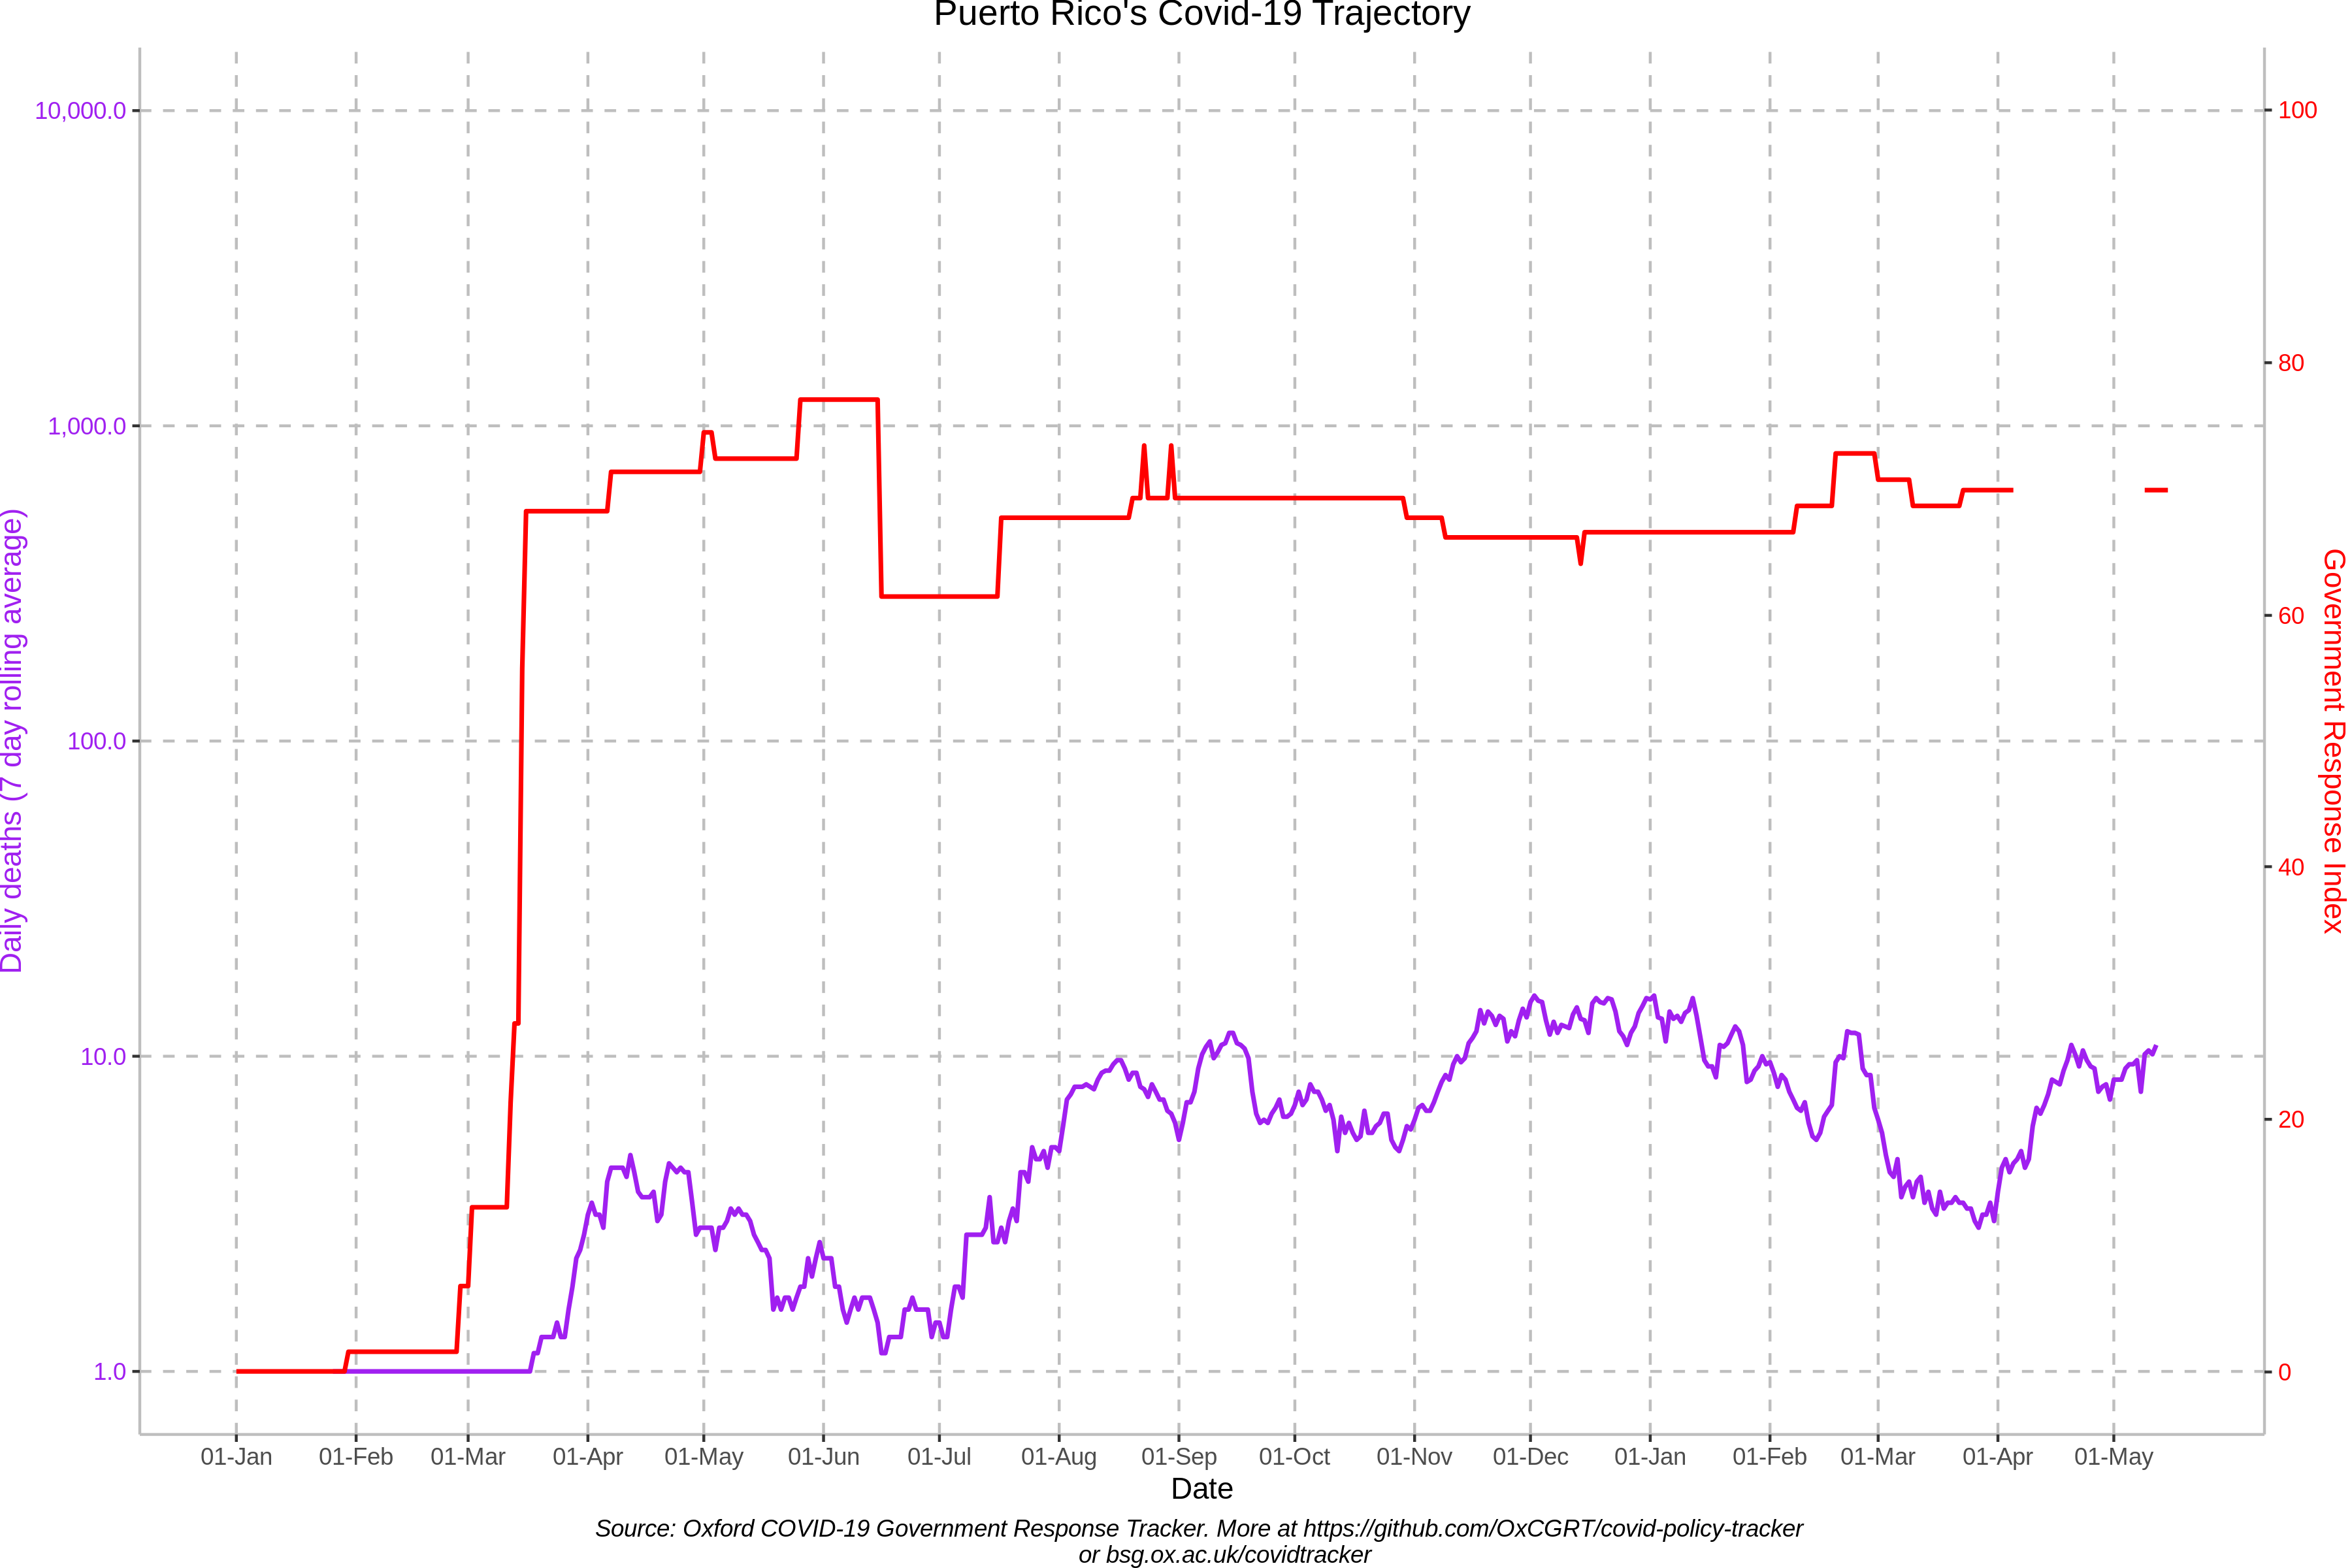 Puerto Rico's Covid-19 Trajectory
10,000.0
1,000.0
100.0
10.0
1.0
Daily deaths (7 day rolling average)
100
80
60
40
20
0
Government Response Index
01-Jan 01-Feb 01-Mar 01-Apr 01-May 01-Jun 01-Jul 01-Aug 01-Sep 01-Oct 01-Nov 01-Dec 01-Jan 01-Feb 01-Mar 01-Apr 01-May
Date
Source: Oxford COVID-19 Government Response Tracker. More at https://github.com/OxCGRT/covid-policy-tracker
or bsg.ox.ac.uk/covidtracker